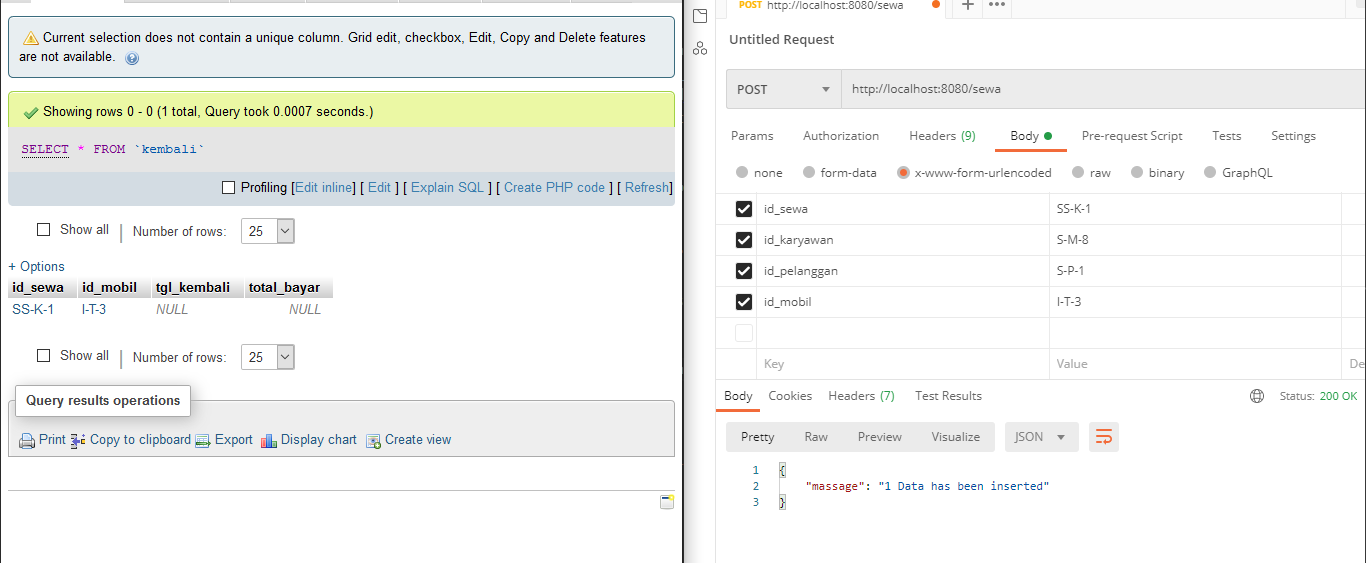 Current selection does not contain a unique column. Grid edit, checkbox, Edit, Copy and Delete features
are not available.
Showing rows 0 - 0 (1 total, Query took 0.0007 seconds.)
SELECT * FROM `kembali`
Profiling [Edit inline] [ Edit ] [ Explain SQL ] [ Create PHP code ] [ Refresh]
Show all Number of rows: 25
+ Options
id_sewa id_mobil tgl_kembali total_bayar
SS-K-1 I-T-3 NULL NULL
Show all Number of rows: 25
Query results operations
Print Copy to clipboard Export Display chart Create view
POST http://localhost:8080/sewa
Untitled Request
POST http://localhost:8080/sewa
Params Authorization Headers (9) Body Pre-request Script Tests Settings
none form-data x-www-form-urlencoded raw binary GraphQL
id_sewa SS-K-1
id_karyawan S-M-8
id_pelanggan S-P-1
id_mobil I-T-3
Key Value De
Body Cookies Headers (7) Test Results Status: 200 OK
Pretty Raw Preview Visualize JSON
1 {
2 "massage": "1 Data has been inserted"
3 }